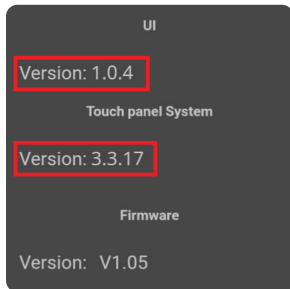 UI
Version: 1.0.4
Touch panel System
Version: 3.3.17
Firmware
Version: V1.05